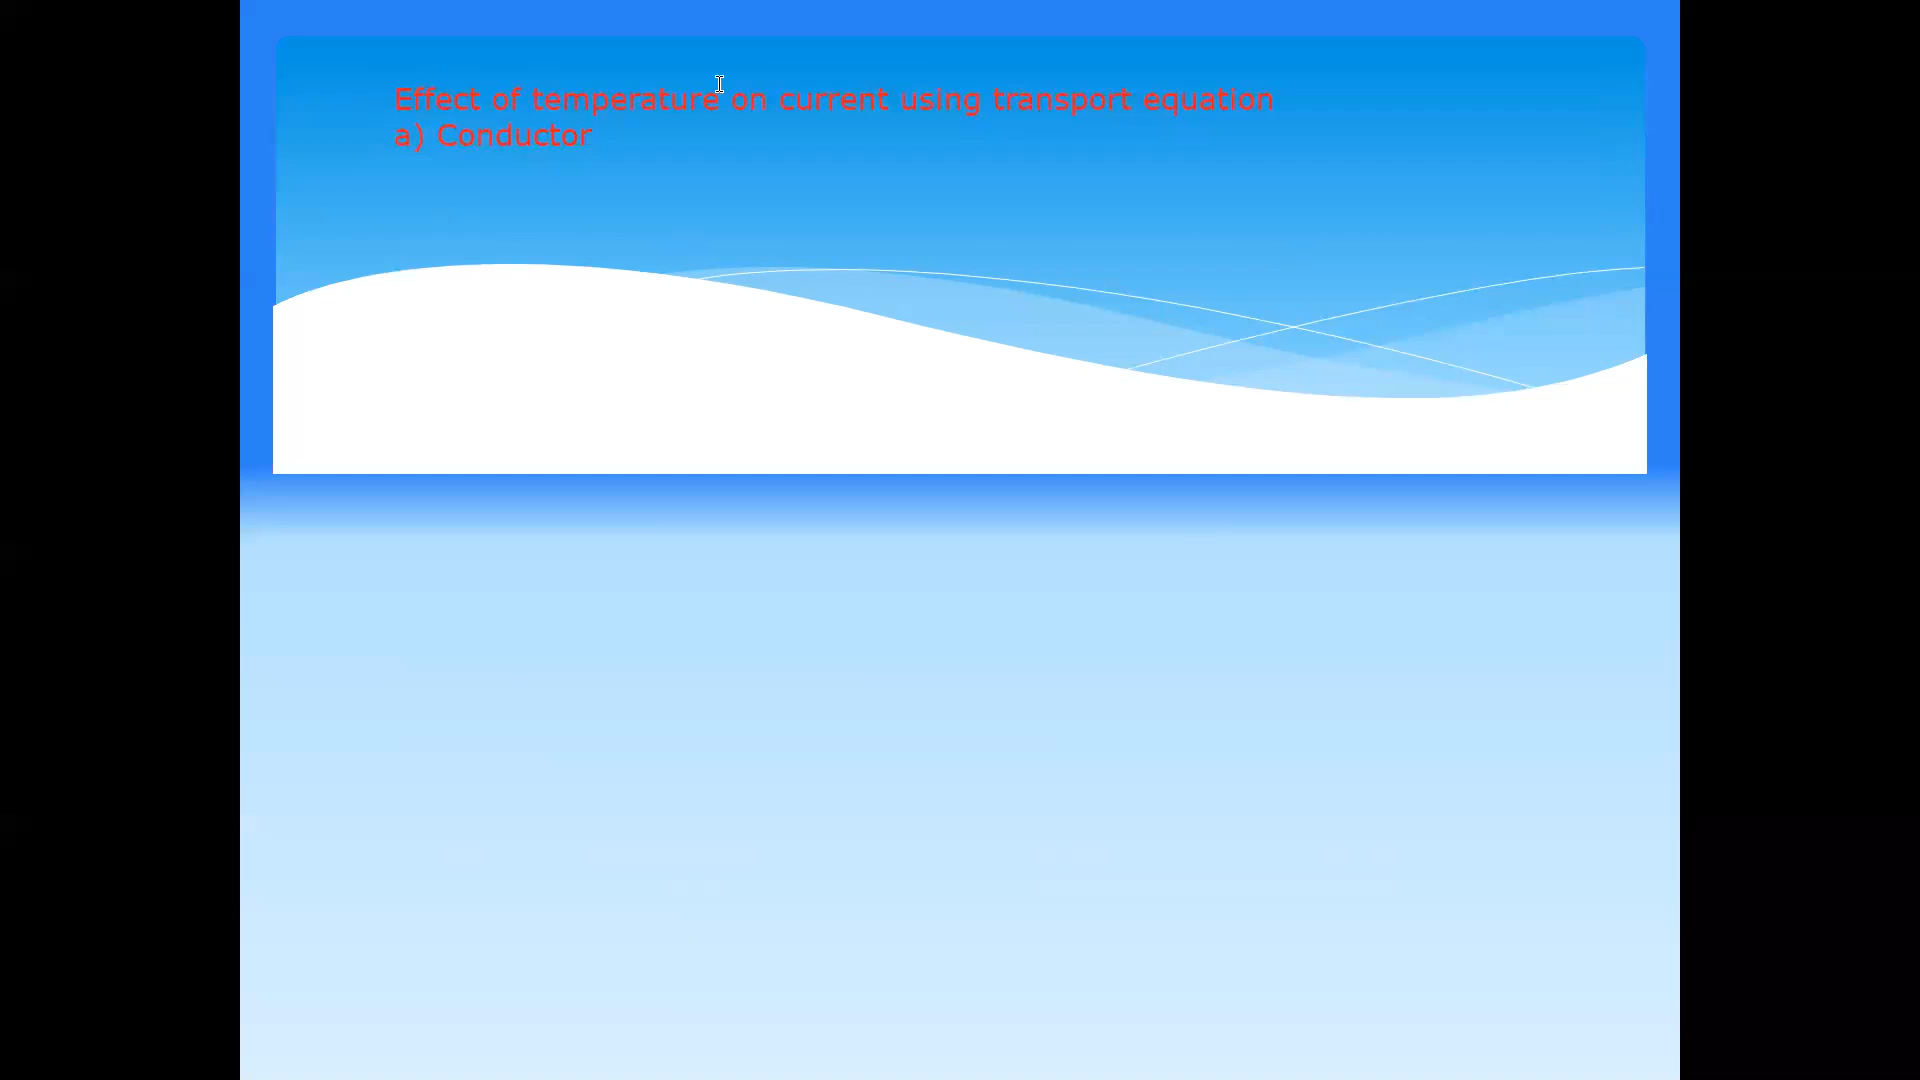 Effect of temperature on current using transport equation
a) Conductor